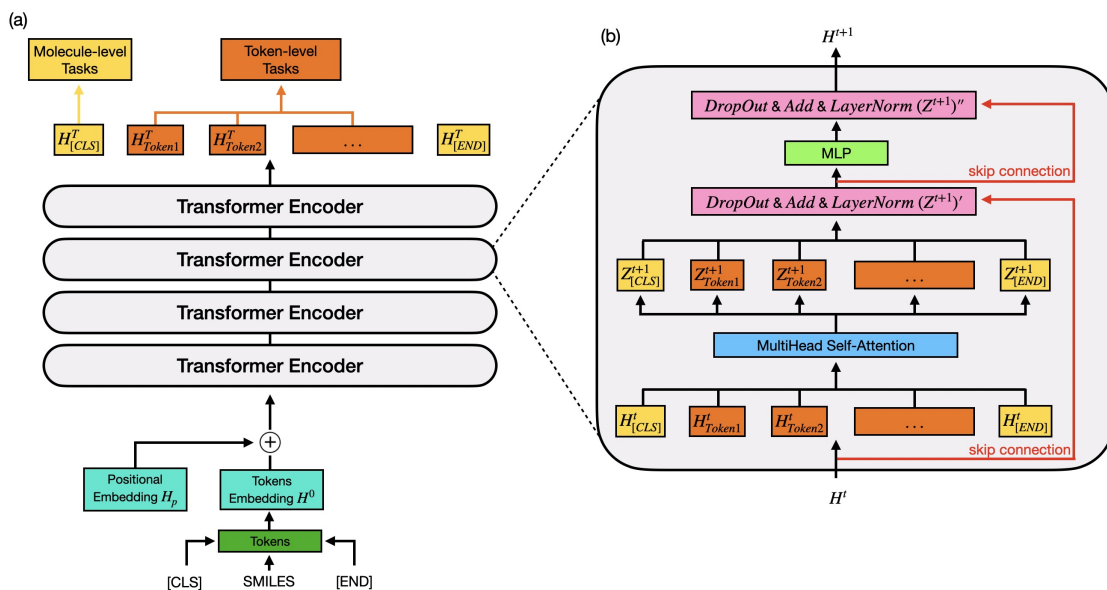 (a)
Molecule-level
Tasks
Token-level
Tasks
H^T_{[CLS]}
H^T_{Token1}
H^T_{Token2}
...
H^T_{[END]}
Transformer Encoder
Transformer Encoder
Transformer Encoder
Transformer Encoder
+
Positional
Embedding H_p
Tokens
Embedding H^0
Tokens
[CLS]
SMILES
[END]
(b)
H^{t+1}
DropOut & Add & LayerNorm (Z^{t+1})″
MLP
skip connection
DropOut & Add & LayerNorm (Z^{t+1})′
Z^{t+1}_{[CLS]}
Z^{t+1}_{Token1}
Z^{t+1}_{Token2}
...
Z^{t+1}_{[END]}
MultiHead Self-Attention
H^t_{[CLS]}
H^t_{Token1}
H^t_{Token2}
...
H^t_{[END]}
skip connection
H^t